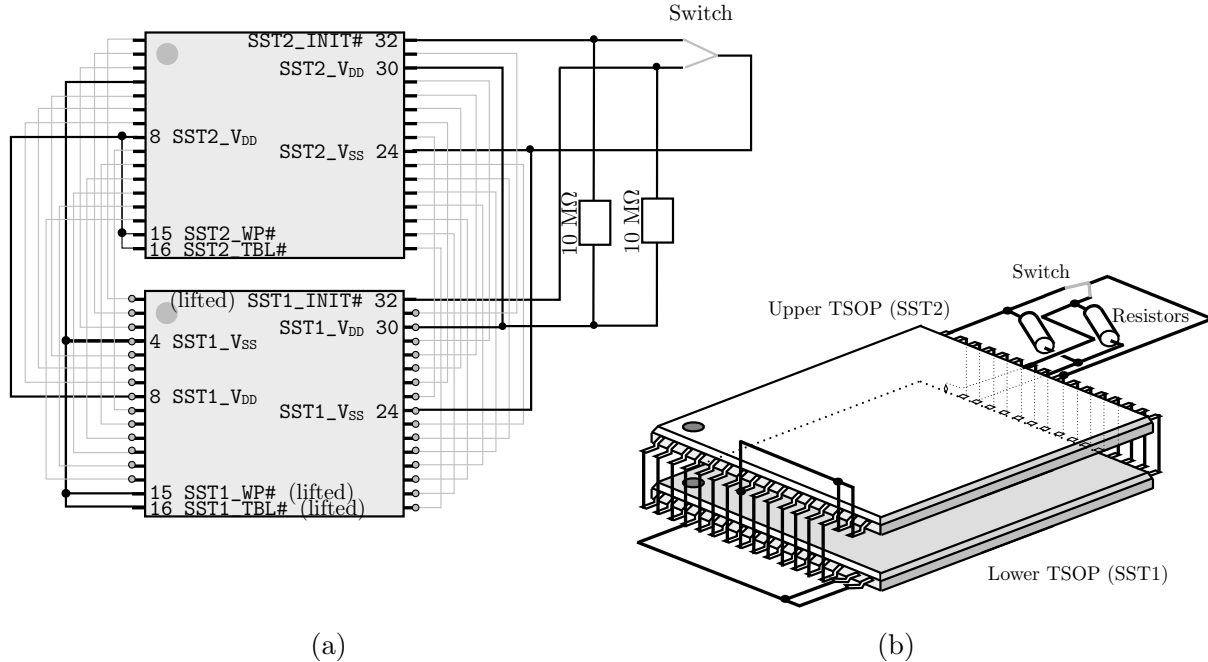 Switch
SST2_INIT# 32
SST2_VDD 30
8 SST2_VDD
SST2_VSS 24
15 SST2_WP#
16 SST2_TBL#
10 MΩ
10 MΩ
(lifted) SST1_INIT# 32
SST1_VDD 30
4 SST1_VSS
8 SST1_VDD
SST1_VSS 24
15 SST1_WP# (lifted)
16 SST1_TBL# (lifted)
(a)
Switch
Upper TSOP (SST2)
Resistors
Lower TSOP (SST1)
(b)